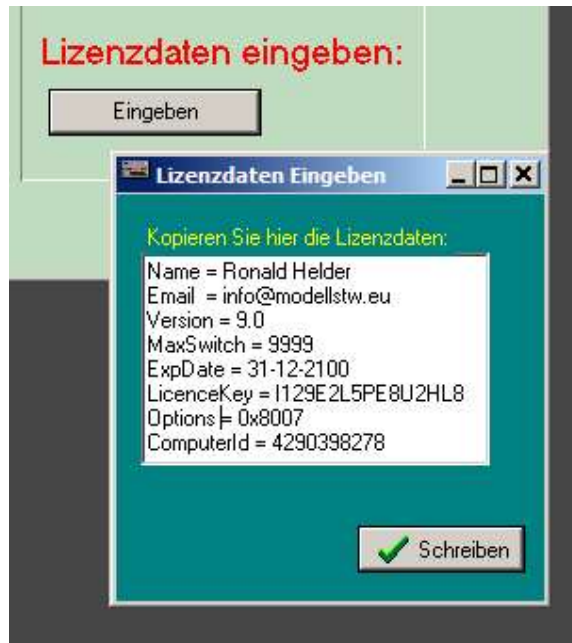 Lizenzdaten eingeben:
Eingeben
Lizenzdaten Eingeben
Kopieren Sie hier die Lizenzdaten:
Name = Ronald Helder
Email = info@modellstw.eu
Version = 9.0
MaxSwitch = 9999
ExpDate = 31-12-2100
LicenceKey = I129E2L5PE8U2HL8
Options = 0x8007
ComputerId = 4290398278
Schreiben